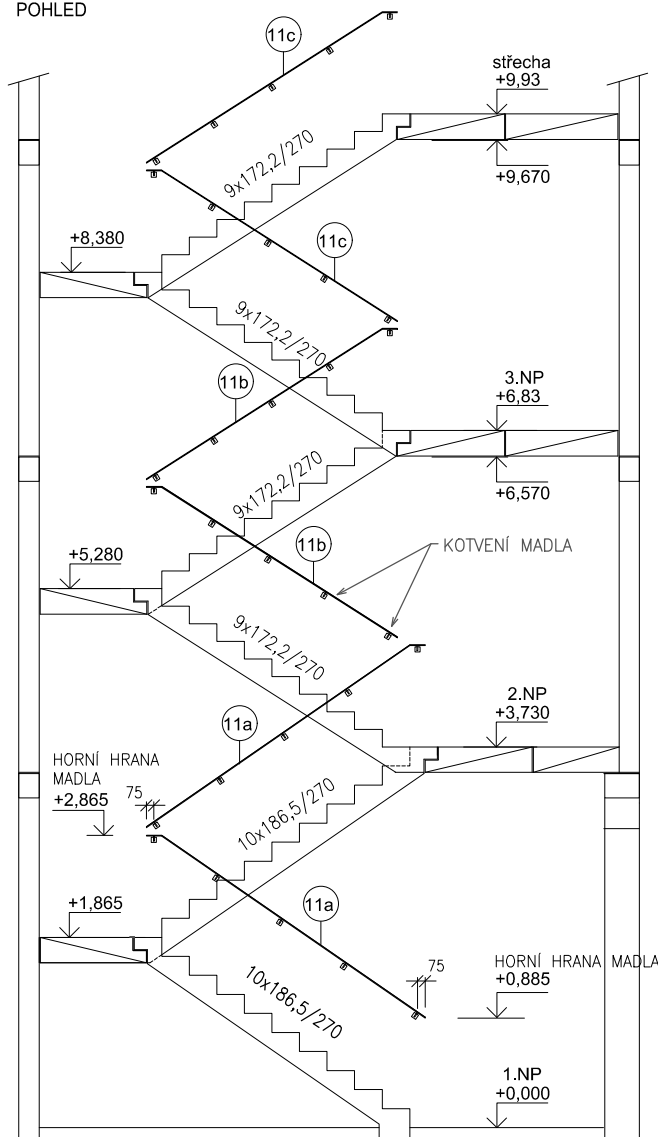 POHLED
11c
střecha
+9,93
9x172,2/270
+9,670
+8,380
11c
9x172,2/270
3.NP
+6,83
11b
9x172,2/270
+6,570
11b
KOTVENÍ MADLA
+5,280
9x172,2/270
2.NP
+3,730
11a
HORNÍ HRANA
MADLA
+2,865
75
10x186,5/270
11a
+1,865
75
HORNÍ HRANA MADLA
+0,885
10x186,5/270
1.NP
+0,000